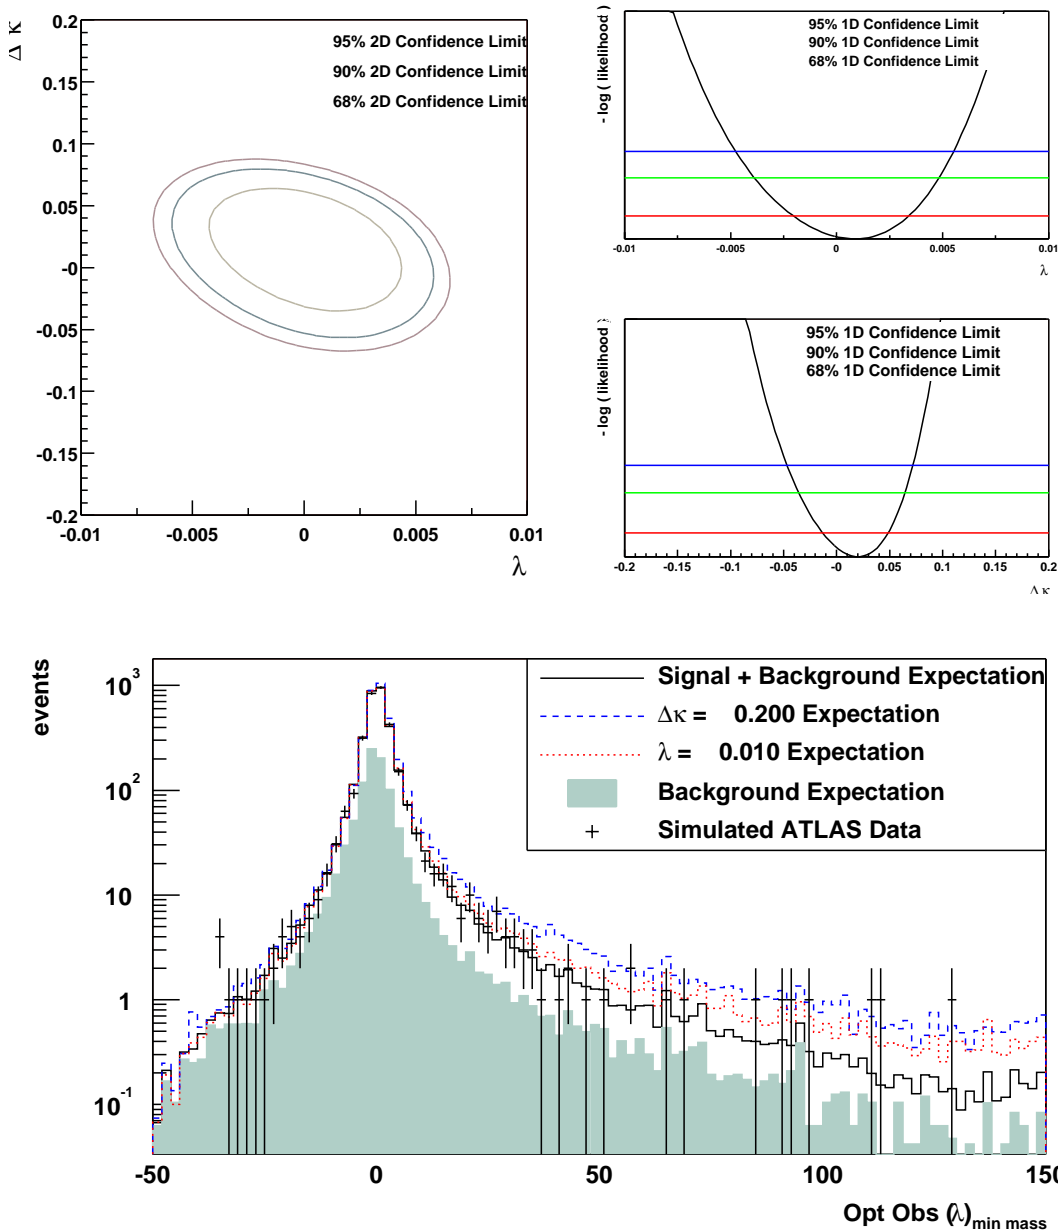 Δ κ
0.2
0.15
0.1
0.05
-0
-0.05
-0.1
-0.15
-0.2
95% 2D Confidence Limit
90% 2D Confidence Limit
68% 2D Confidence Limit
-0.01 -0.005 0 0.005 0.01
λ
- log ( likelihood )
95% 1D Confidence Limit
90% 1D Confidence Limit
68% 1D Confidence Limit
-0.01 -0.005 0 0.005 0.01
λ
- log ( likelihood )
95% 1D Confidence Limit
90% 1D Confidence Limit
68% 1D Confidence Limit
-0.2 -0.15 -0.1 -0.05 -0 0.05 0.1 0.15 0.2
Δ κ
events
10³
10²
10
1
10⁻¹
Signal + Background Expectation
Δκ = 0.200 Expectation
λ = 0.010 Expectation
Background Expectation
Simulated ATLAS Data
-50 0 50 100 150
Opt Obs (λ)min mass